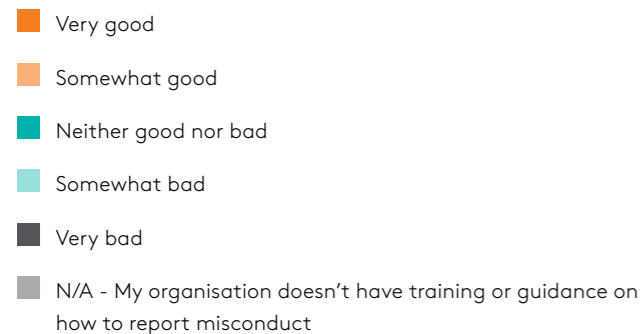 Very good
Somewhat good
Neither good nor bad
Somewhat bad
Very bad
N/A - My organisation doesn’t have training or guidance on
how to report misconduct